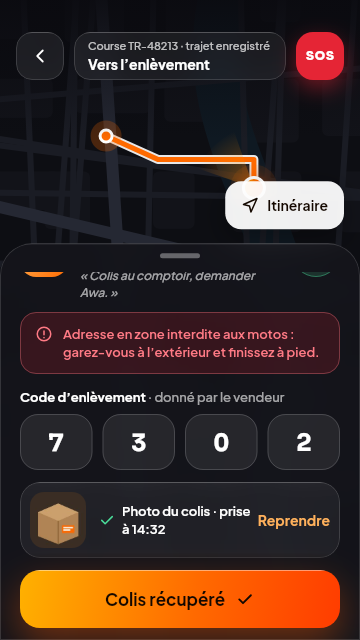 Course TR-48213 · trajet enregistré
Vers l’enlèvement
SOS
Itinéraire
« Colis au comptoir, demander
Awa. »
Adresse en zone interdite aux motos :
garez-vous à l’extérieur et finissez à pied.
Code d’enlèvement · donné par le vendeur
7 3 0 2
Photo du colis · prise
à 14:32
Reprendre
Colis récupéré